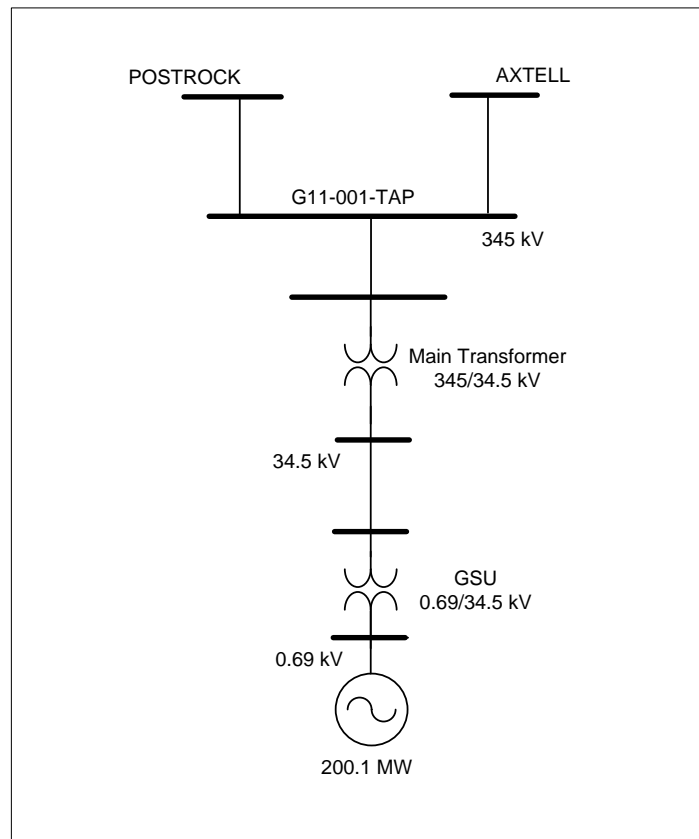 POSTROCK
AXTELL
G11-001-TAP
345 kV
Main Transformer
345/34.5 kV
34.5 kV
GSU
0.69/34.5 kV
0.69 kV
200.1 MW